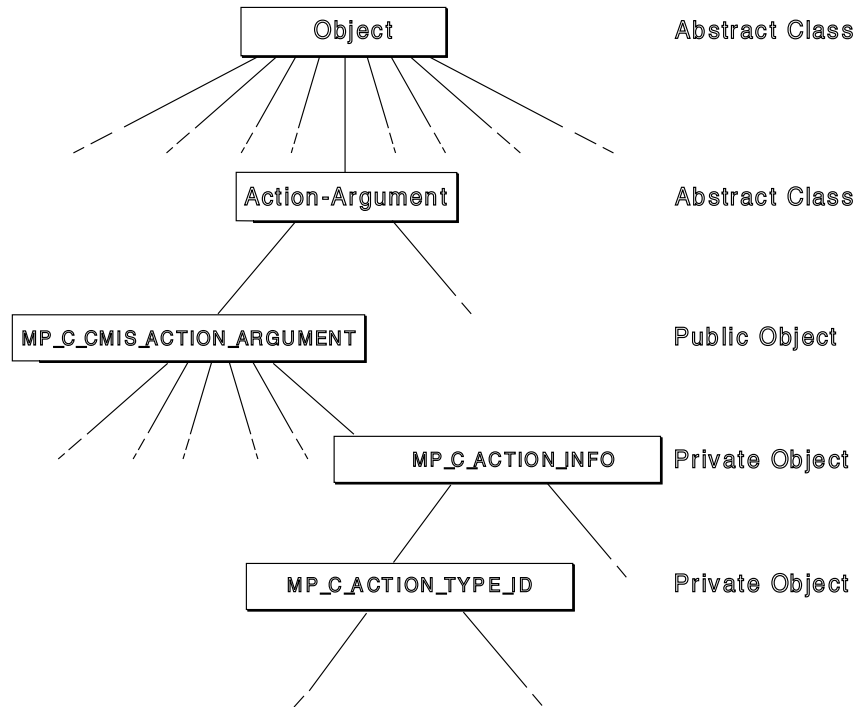 Object Abstract Class
Action-Argument Abstract Class
MP_C_CMIS_ACTION_ARGUMENT Public Object
MP_C_ACTION_INFO Private Object
MP_C_ACTION_TYPE_ID Private Object